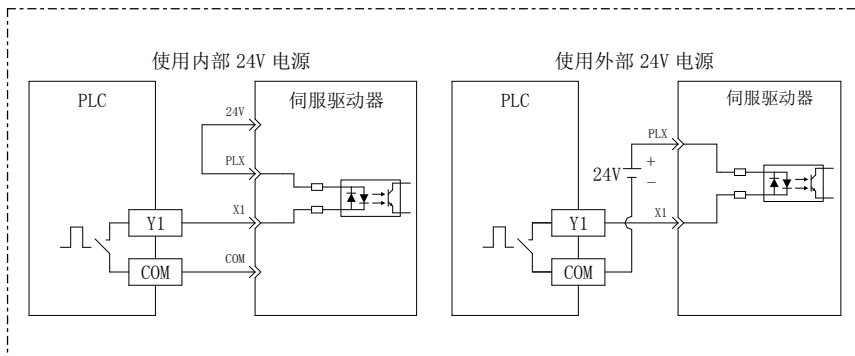 使用内部 24V 电源
PLC
伺服驱动器
24V
PLX
X1
Y1
COM
COM
使用外部 24V 电源
PLC
伺服驱动器
PLX
24V
+
−
X1
Y1
COM